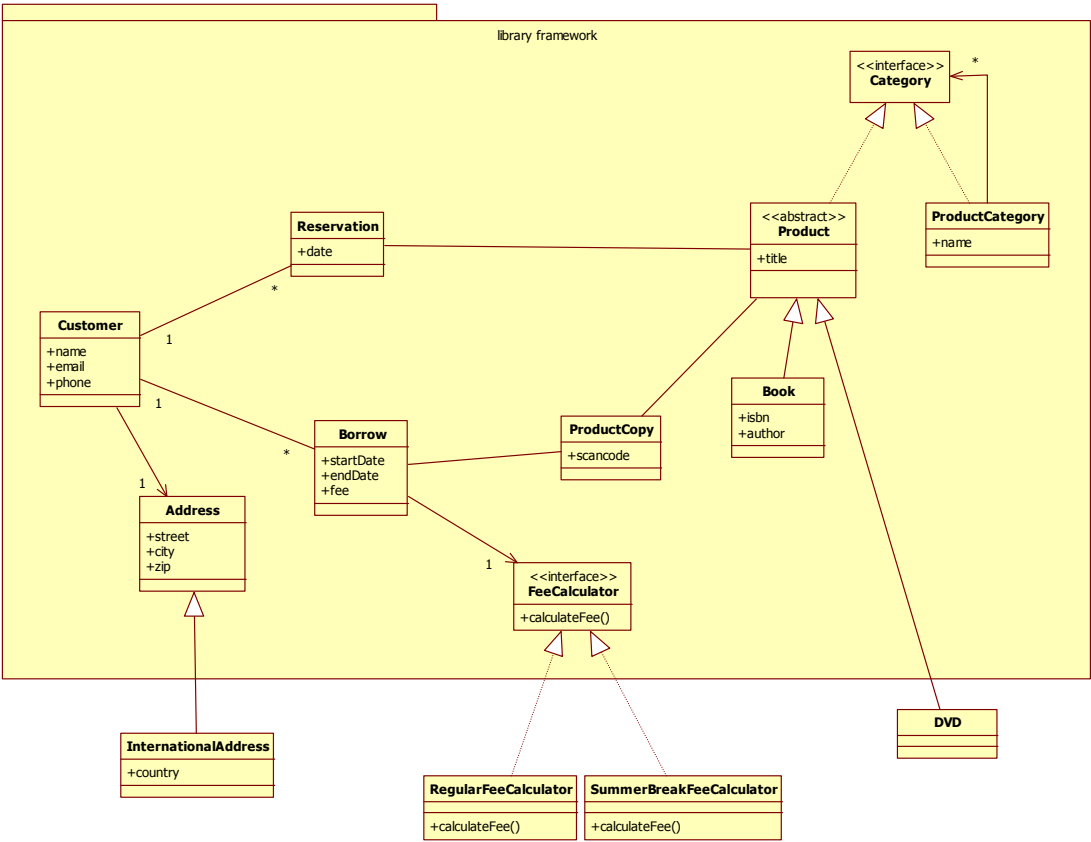 library framework
<<interface>>
Category
*
Reservation
+date
<<abstract>>
Product
+title
ProductCategory
+name
*
1
Customer
+name
+email
+phone
1
*
Borrow
+startDate
+endDate
+fee
ProductCopy
+scancode
Book
+isbn
+author
1
Address
+street
+city
+zip
1
<<interface>>
FeeCalculator
+calculateFee()
InternationalAddress
+country
RegularFeeCalculator
+calculateFee()
SummerBreakFeeCalculator
+calculateFee()
DVD